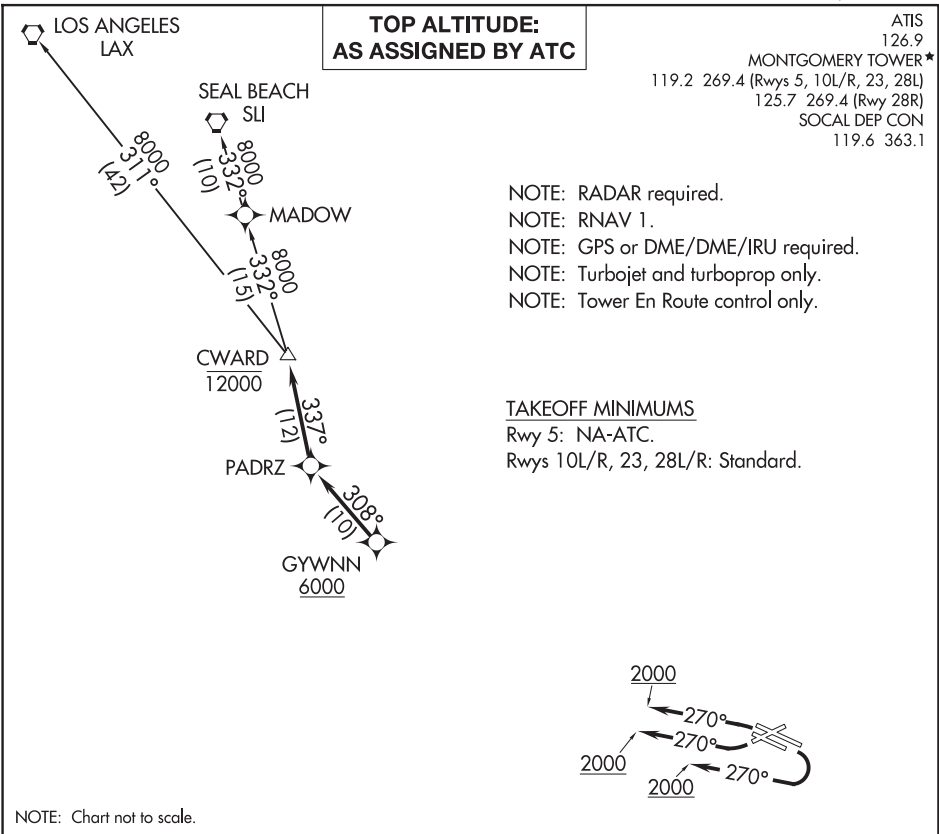 TOP ALTITUDE:
AS ASSIGNED BY ATC
ATIS
126.9
MONTGOMERY TOWER★
119.2 269.4 (Rwys 5, 10L/R, 23, 28L)
125.7 269.4 (Rwy 28R)
SOCAL DEP CON
119.6 363.1
LOS ANGELES
LAX
SEAL BEACH
SLI
8000
311°
(42)
8000
332°
(10)
MADOW
8000
332°
(15)
CWARD
12000
337°
(12)
PADRZ
308°
(10)
GYWNN
6000
NOTE: RADAR required.
NOTE: RNAV 1.
NOTE: GPS or DME/DME/IRU required.
NOTE: Turbojet and turboprop only.
NOTE: Tower En Route control only.
TAKEOFF MINIMUMS
Rwy 5: NA-ATC.
Rwys 10L/R, 23, 28L/R: Standard.
2000
270°
270°
2000
270°
2000
NOTE: Chart not to scale.